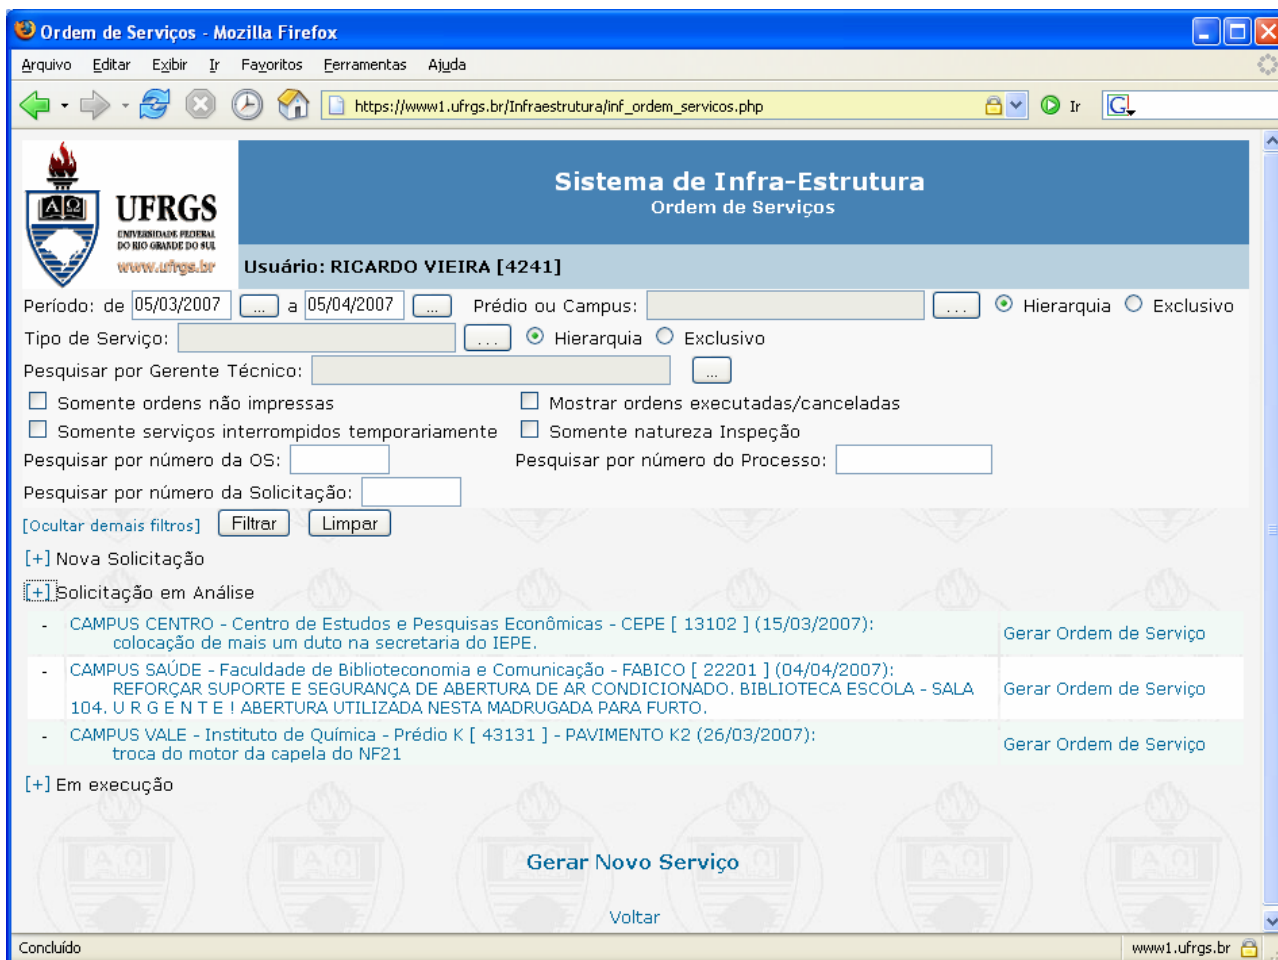 Ordem de Serviços - Mozilla Firefox
Arquivo Editar Exibir Ir Favoritos Ferramentas Ajuda
https://www1.ufrgs.br/Infraestrutura/inf_ordem_servicos.php Ir G
UFRGS
UNIVERSIDADE FEDERAL
DO RIO GRANDE DO SUL
www.ufrgs.br
Sistema de Infra-Estrutura
Ordem de Serviços
Usuário: RICARDO VIEIRA [4241]
Período: de 05/03/2007 ... a 05/04/2007 ... Prédio ou Campus: ... Hierarquia Exclusivo
Tipo de Serviço: ... Hierarquia Exclusivo
Pesquisar por Gerente Técnico: ...
Somente ordens não impressas Mostrar ordens executadas/canceladas
Somente serviços interrompidos temporariamente Somente natureza Inspeção
Pesquisar por número da OS: Pesquisar por número do Processo:
Pesquisar por número da Solicitação:
[Ocultar demais filtros] Filtrar Limpar
[+] Nova Solicitação
[+] Solicitação em Análise
- CAMPUS CENTRO - Centro de Estudos e Pesquisas Econômicas - CEPE [ 13102 ] (15/03/2007):
colocação de mais um duto na secretaria do IEPE. Gerar Ordem de Serviço
- CAMPUS SAÚDE - Faculdade de Biblioteconomia e Comunicação - FABICO [ 22201 ] (04/04/2007):
REFORÇAR SUPORTE E SEGURANÇA DE ABERTURA DE AR CONDICIONADO. BIBLIOTECA ESCOLA - SALA Gerar Ordem de Serviço
104. U R G E N T E ! ABERTURA UTILIZADA NESTA MADRUGADA PARA FURTO.
- CAMPUS VALE - Instituto de Química - Prédio K [ 43131 ] - PAVIMENTO K2 (26/03/2007):
troca do motor da capela do NF21 Gerar Ordem de Serviço
[+] Em execução
Gerar Novo Serviço
Voltar
Concluído www1.ufrgs.br